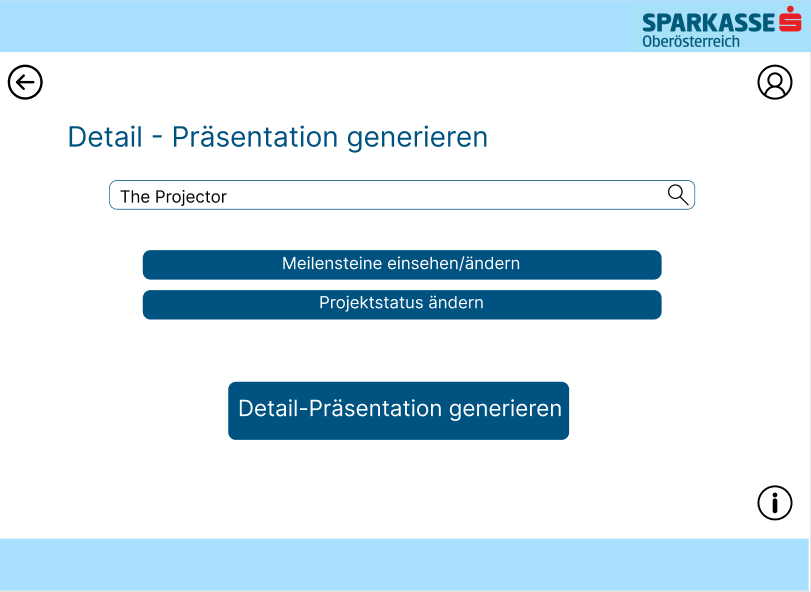 SPARKASSE
Oberösterreich
Detail - Präsentation generieren
The Projector
Meilensteine einsehen/ändern
Projektstatus ändern
Detail-Präsentation generieren